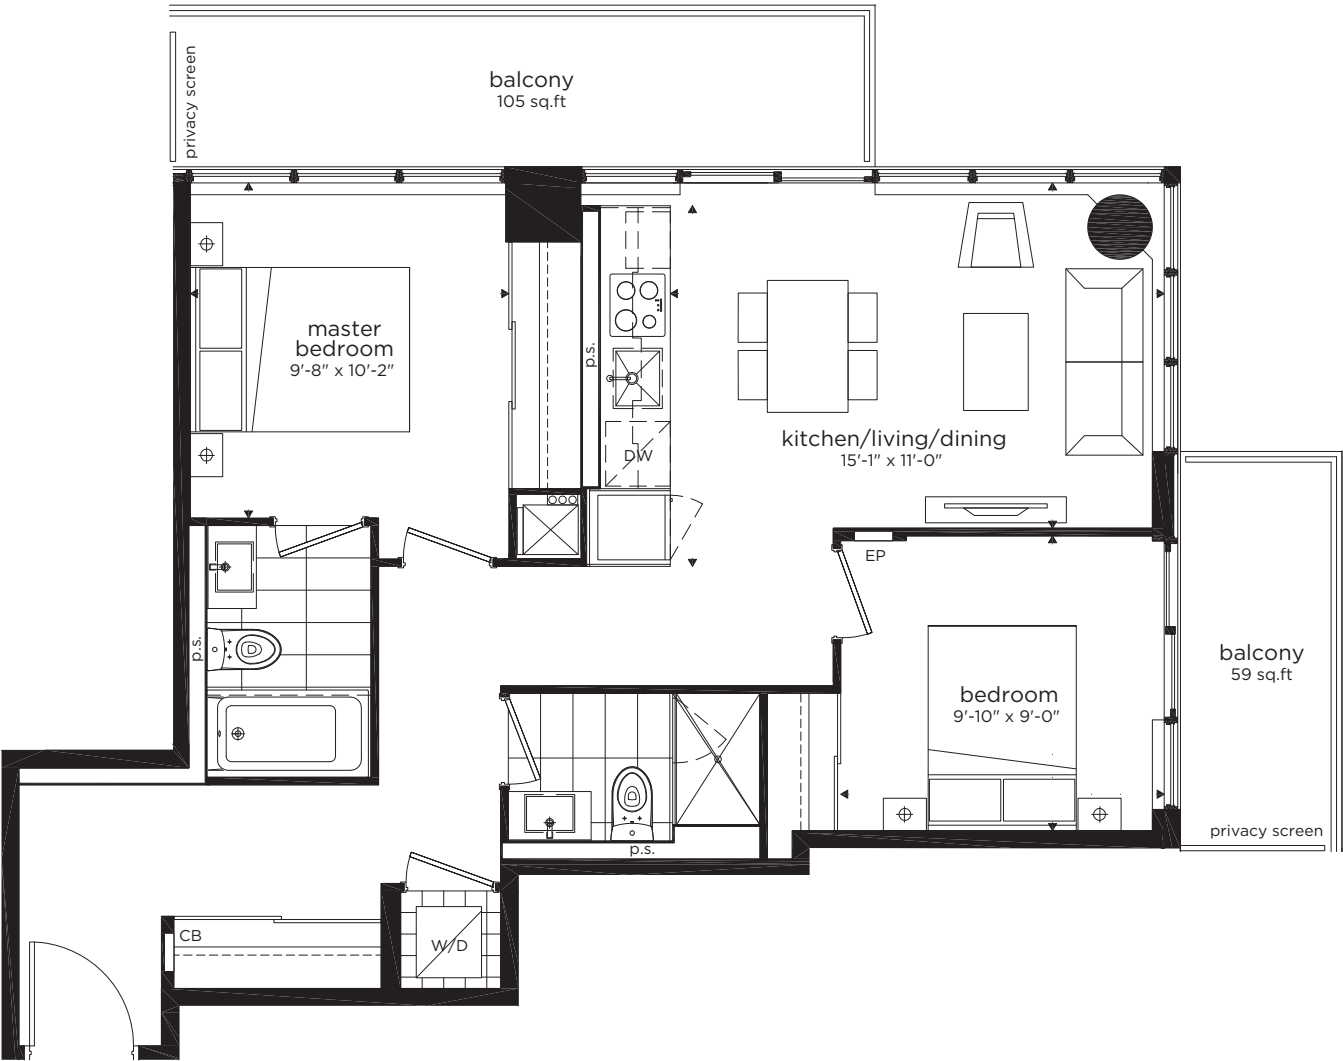 balcony
105 sq.ft
privacy screen
master
bedroom
9'-8" x 10'-2"
p.s.
DW
kitchen/living/dining
15'-1" x 11'-0"
EP
p.s.
bedroom
9'-10" x 9'-0"
balcony
59 sq.ft
privacy screen
p.s.
CB
W/D